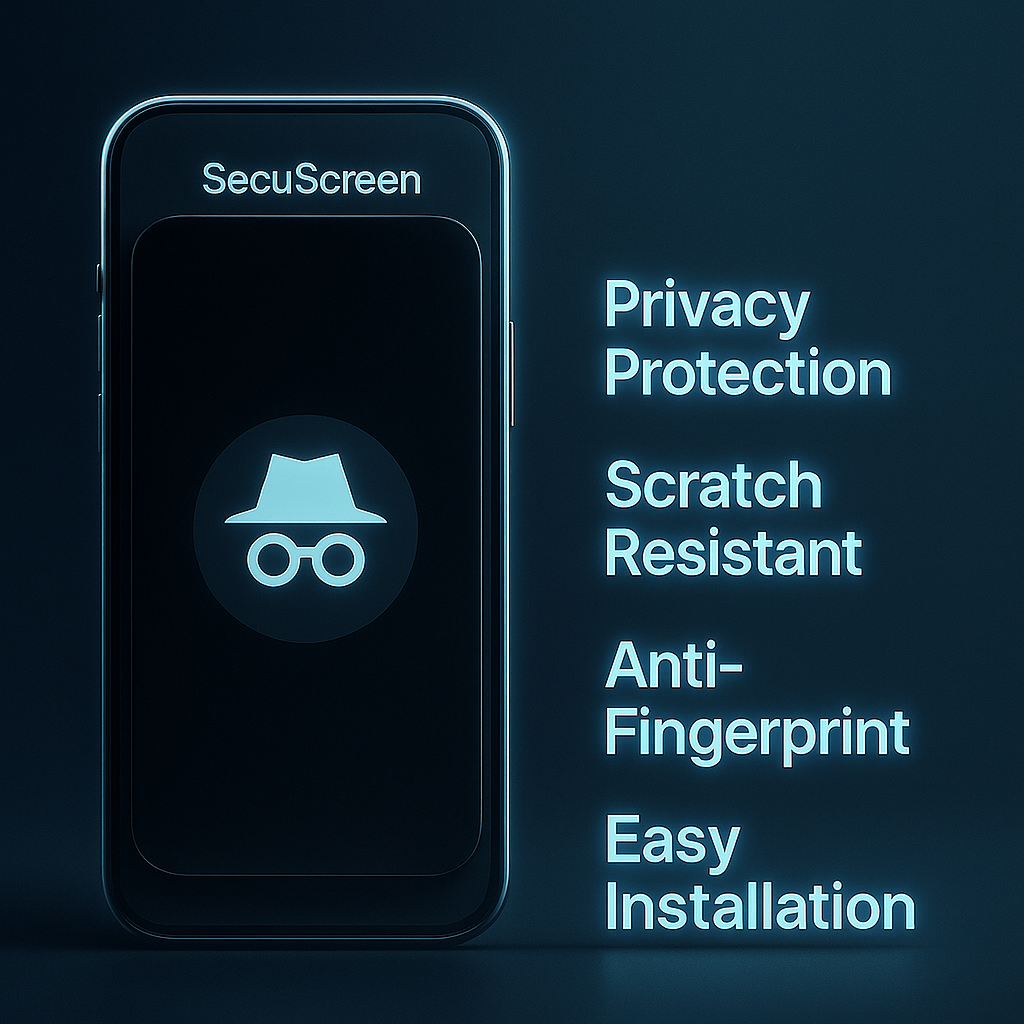 SecuScreen
Privacy
Protection
Scratch
Resistant
Anti-
Fingerprint
Easy
Installation